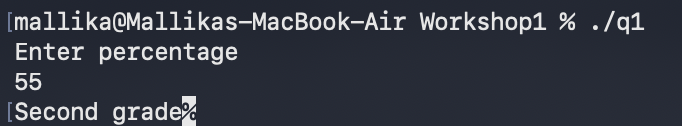 [mallika@Mallikas-MacBook-Air Workshop1 % ./q1
Enter percentage
55
[Second grade%